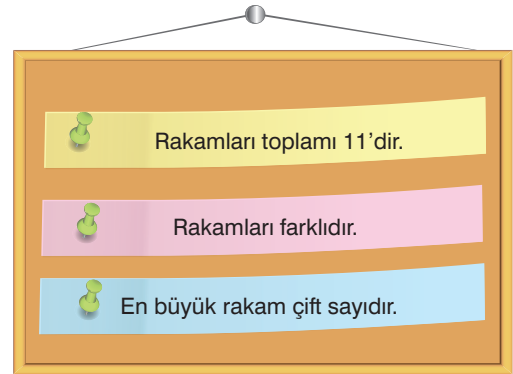 Rakamları toplamı 11’dir.
Rakamları farklıdır.
En büyük rakam çift sayıdır.